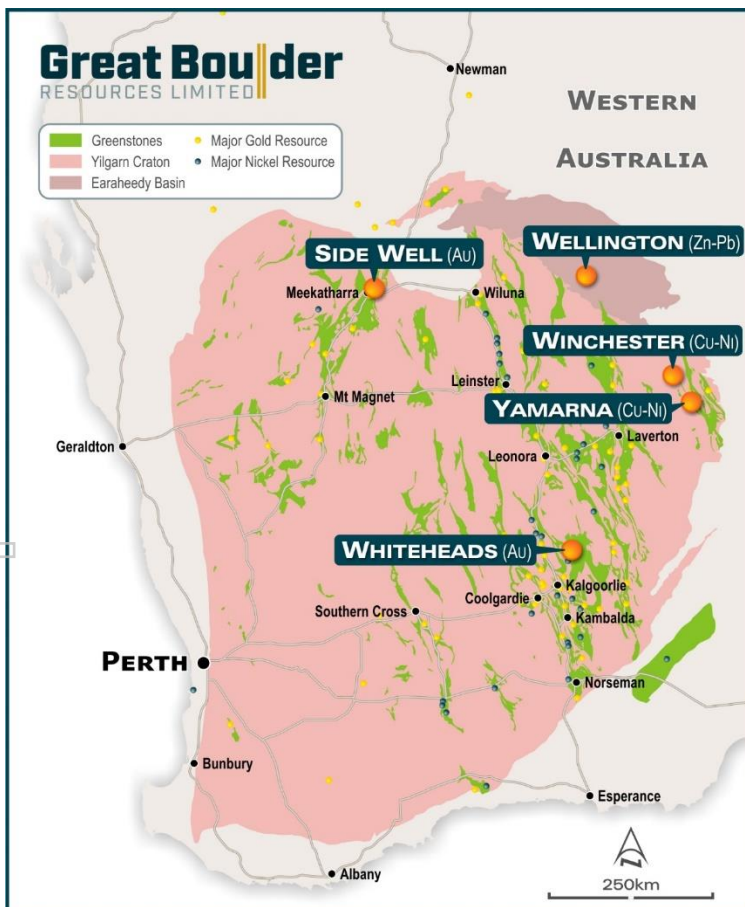 Great Boulder
RESOURCES LIMITED
Greenstones
Yilgarn Craton
Earaheedy Basin
Major Gold Resource
Major Nickel Resource
Newman
WESTERN
AUSTRALIA
SIDE WELL (Au)
WELLINGTON (Zn-Pb)
Meekatharra
Wiluna
WINCHESTER (Cu-Ni)
Leinster
Mt Magnet
YAMARNA (Cu-Ni)
Laverton
Geraldton
Leonora
WHITEHEADS (Au)
Kalgoorlie
Coolgardie
Southern Cross
Kambalda
PERTH
Norseman
Bunbury
Esperance
N
250km
Albany